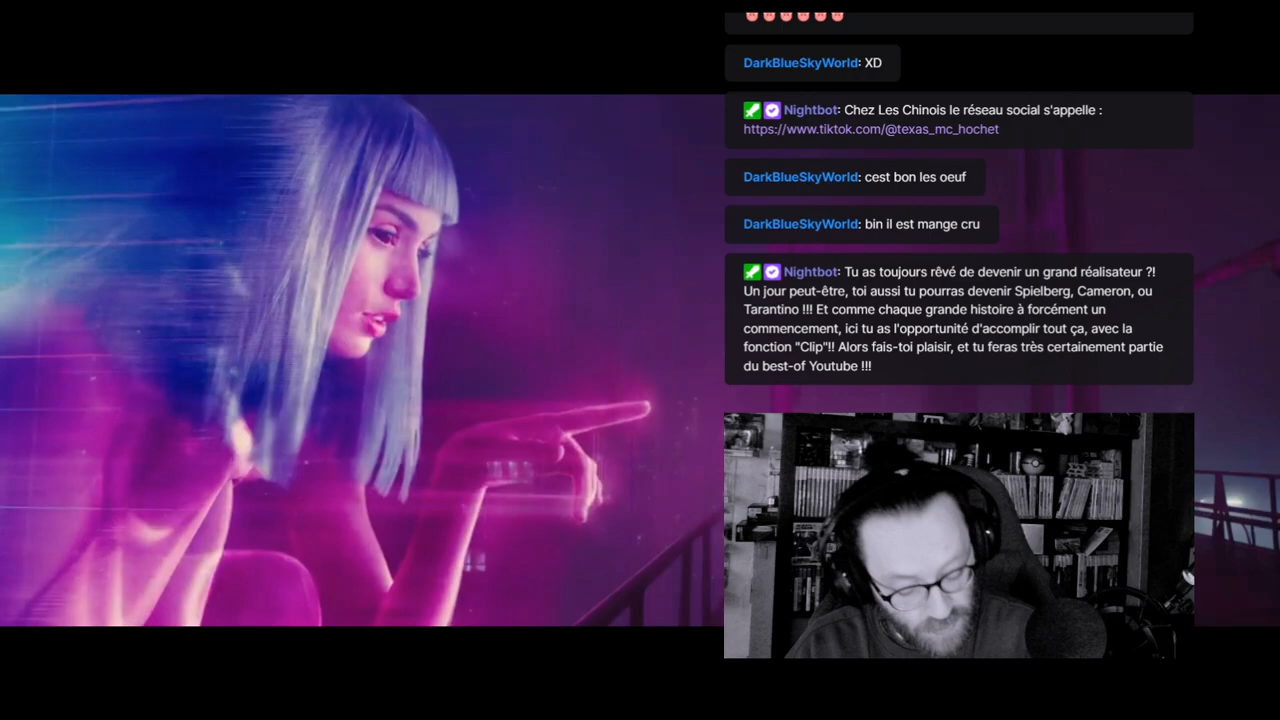 DarkBlueSkyWorld: XD
Nightbot: Chez Les Chinois le réseau social s'appelle :
https://www.tiktok.com/@texas_mc_hochet
DarkBlueSkyWorld: cest bon les oeuf
DarkBlueSkyWorld: bin il est mange cru
Nightbot: Tu as toujours rêvé de devenir un grand réalisateur ?!
Un jour peut-être, toi aussi tu pourras devenir Spielberg, Cameron, ou
Tarantino !!! Et comme chaque grande histoire à forcément un
commencement, ici tu as l'opportunité d'accomplir tout ça, avec la
fonction "Clip"!! Alors fais-toi plaisir, et tu feras très certainement partie
du best-of Youtube !!!